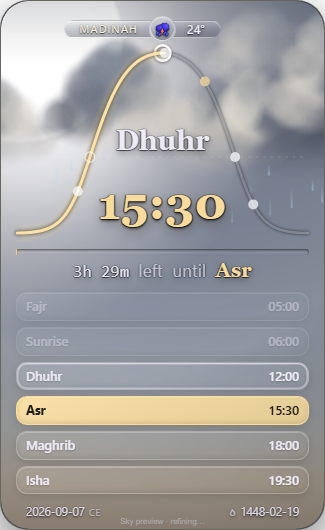 MADINAH 24°
Dhuhr
15:30
3h 29m left until Asr
Fajr 05:00
Sunrise 06:00
Dhuhr 12:00
Asr 15:30
Maghrib 18:00
Isha 19:30
2026-09-07 CE 1448-02-19
Sky preview · refining...